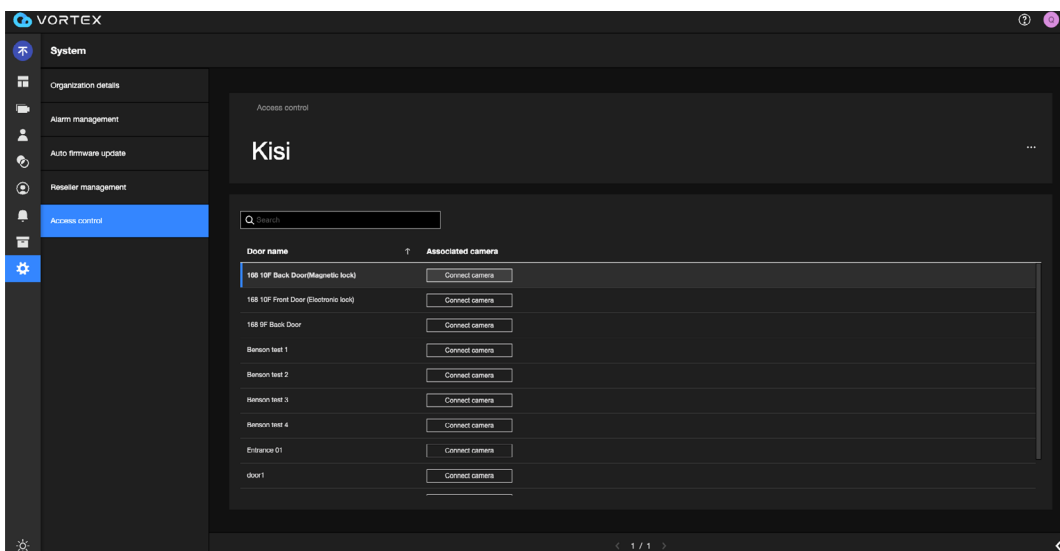 VORTEX
Q
不
System
Organization details
Alarm management
Auto firmware update
Reseller management
Access control
Access control
Kisi
Search
Door name ↑ Associated camera
168 10F Back Door(Magnetic lock) Connect camera
168 10F Front Door (Electronic lock) Connect camera
168 9F Back Door Connect camera
Benson test 1 Connect camera
Benson test 2 Connect camera
Benson test 3 Connect camera
Benson test 4 Connect camera
Entrance 01 Connect camera
door1 Connect camera
< 1 / 1 >